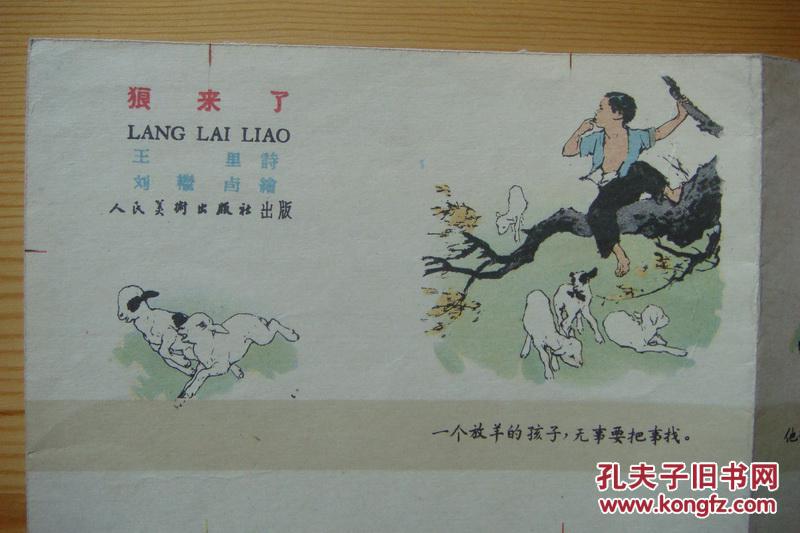 狼来了
LANG LAI LIAO
王里詩
刘繼卣繪
人民美術出版社出版
一个放羊的孩子，无事要把事找。
他
孔夫子旧书网
www.kongfz.com